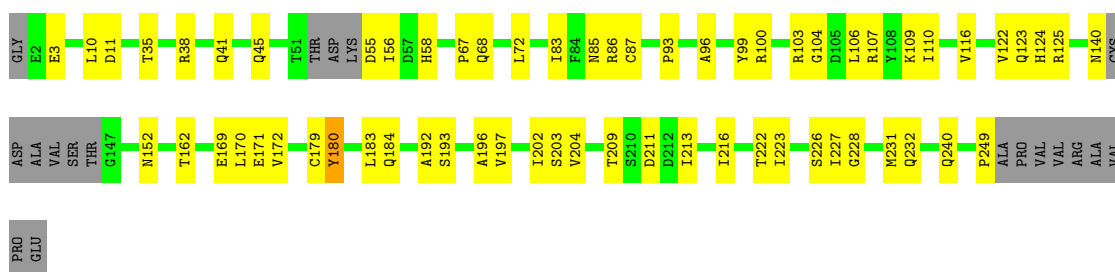 GLY E2 E3 L10 D11 T35 R38 Q41 Q45 T51 THR ASP LYS D55 I56 D57 H58 P67 Q68 L72 I83 F84 N85 R86 C87 P93 A96 Y99 R100 R103 G104 D105 L106 R107 Y108 K109 I110 V116 V122 Q123 H124 R125 N140 CYS
ASP ALA VAL SER THR G147 N152 T162 E169 L170 E171 V172 C179 Y180 L183 Q184 A192 S193 A196 V197 I202 S203 V204 T209 S210 D211 D212 I213 I216 T222 I223 S226 I227 G228 M231 Q232 Q240 P249 ALA PRO VAL VAL ARG ALA VAL
PRO GLU